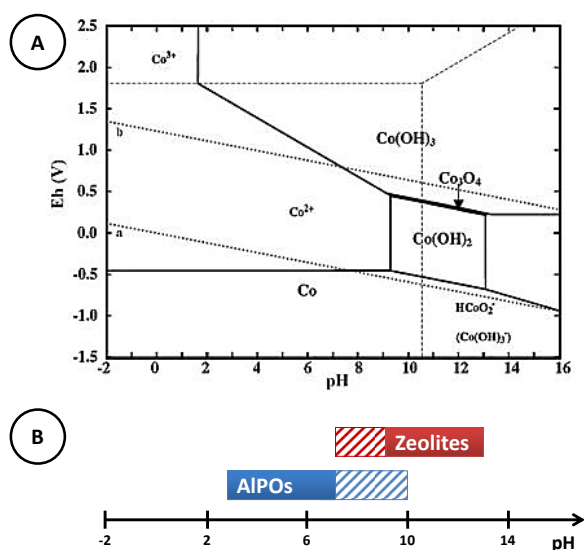 A
2.5
2.0
1.5
1.0
0.5
0.0
-0.5
-1.0
-1.5
Eh (V)
Co³⁺
b
Co(OH)₃
Co₃O₄
Co²⁺
a
Co(OH)₂
Co
HCoO₂⁻
(Co(OH)₃⁻)
-2 0 2 4 6 8 10 12 14 16
pH
B
Zeolites
AlPOs
-2 2 6 10 14 pH